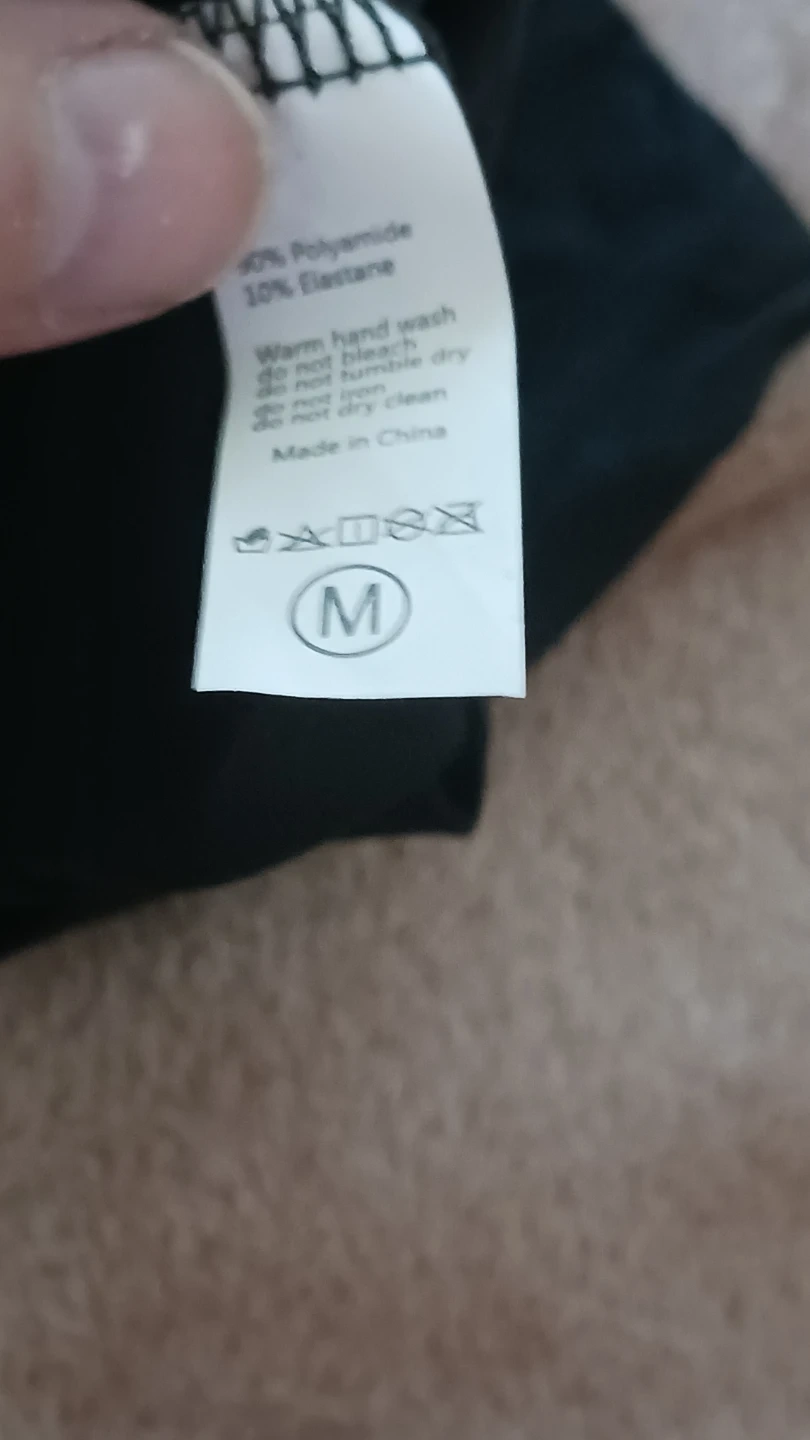 90% Polyamide
10% Elastane
Warm hand wash
do not bleach
do not tumble dry
do not iron
do not dry clean
Made in China
M